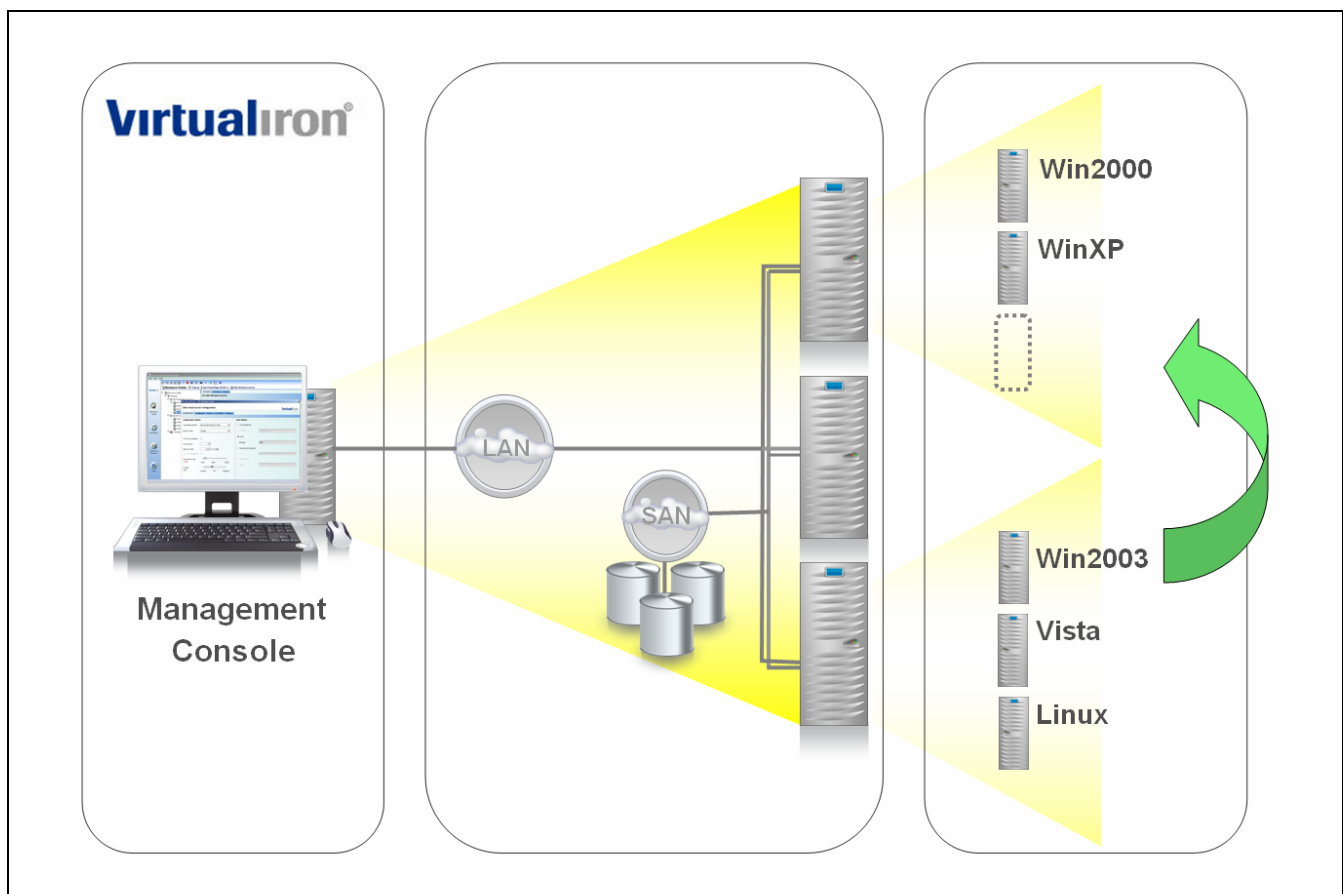 Virtualiron®
Management
Console
LAN
SAN
Win2000
WinXP
Win2003
Vista
Linux